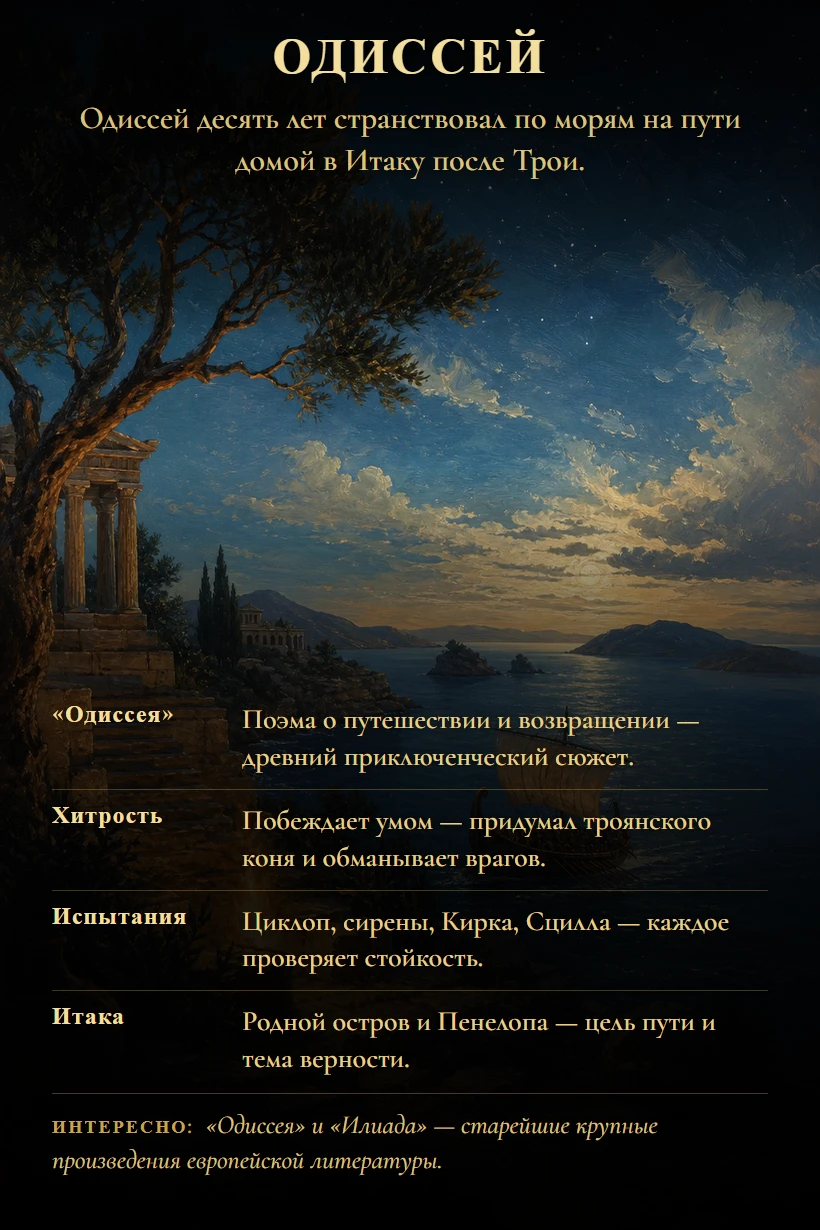 ОДИССЕЙ
Одиссей десять лет странствовал по морям на пути
домой в Итаку после Трои.
«Одиссея»
Поэма о путешествии и возвращении —
древний приключенческий сюжет.
Хитрость
Побеждает умом — придумал троянского
коня и обманывает врагов.
Испытания
Циклоп, сирены, Кирка, Сцилла — каждое
проверяет стойкость.
Итака
Родной остров и Пенелопа — цель пути и
тема верности.
ИНТЕРЕСНО: «Одиссея» и «Илиада» — старейшие крупные
произведения европейской литературы.